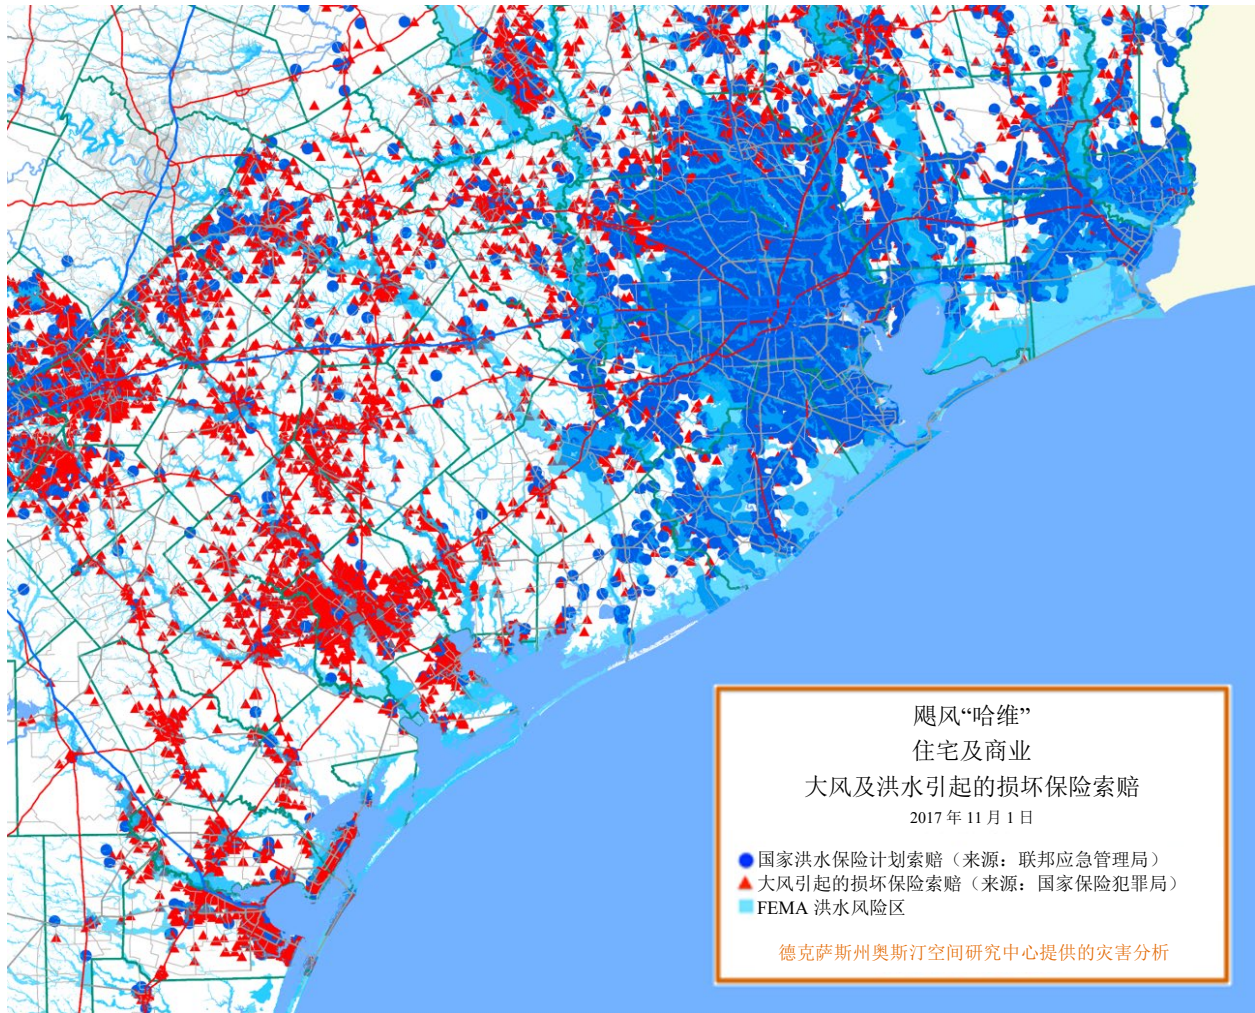 飓风“哈维”
住宅及商业
大风及洪水引起的损坏保险索赔
2017 年 11 月 1 日
国家洪水保险计划索赔（来源：联邦应急管理局）
大风引起的损坏保险索赔（来源：国家保险犯罪局）
FEMA 洪水风险区
德克萨斯州奥斯汀空间研究中心提供的灾害分析